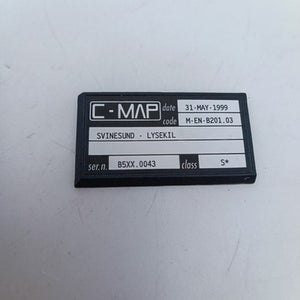 C-MAP date 31-MAY-1999
code M-EN-B201.03
SVINESUND - LYSEKIL
ser.n. B5XX.0043 class S*